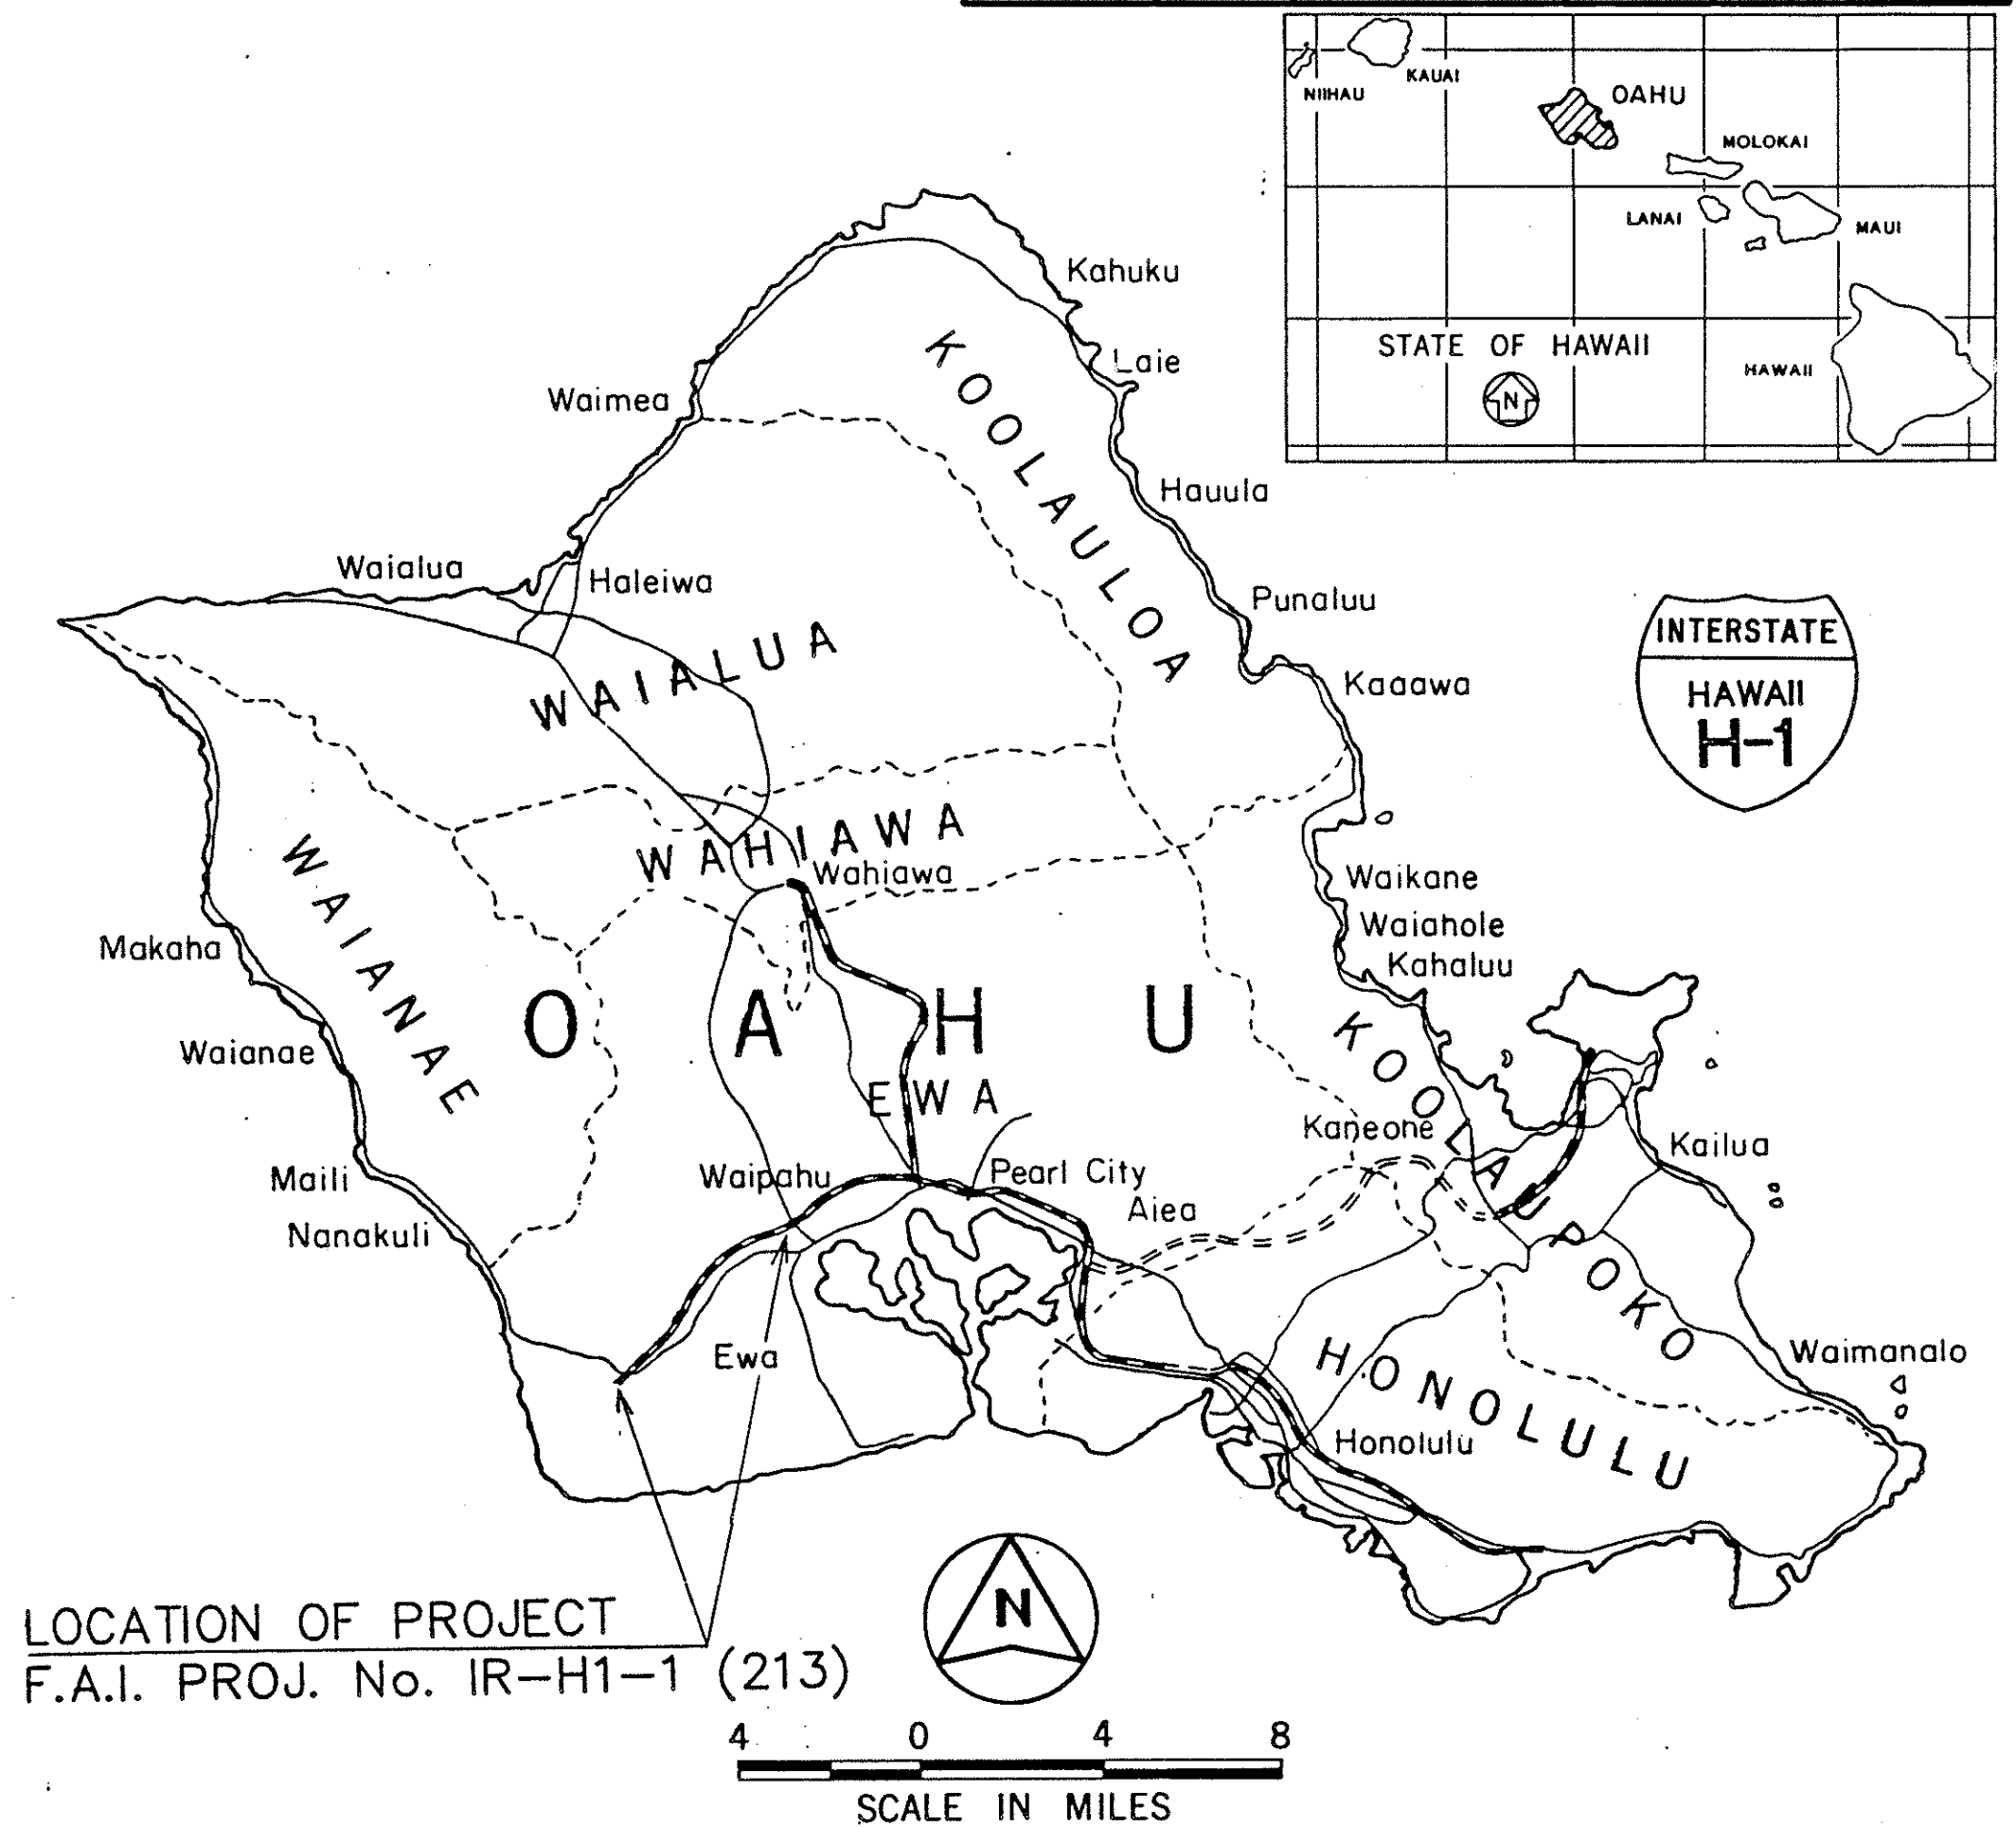 NIIHAU
KAUAI
OAHU
MOLOKAI
LANAI
MAUI
HAWAII
STATE OF HAWAII
N
Kahuku
Laie
Waimea
KOOLAULOA
Hauula
Waialua
Haleiwa
Punaluu
WAIALUA
Kaaawa
INTERSTATE
HAWAII
H-1
WAHIAWA
Wahiawa
WAIANAE
Waikane
Waiahole
Kahaluu
Makaha
OAHU
Waianae
EWA
KOOLAUPOKO
Kaneone
Kailua
Maili
Waipahu
Pearl City
Aiea
Nanakuli
Ewa
HONOLULU
Waimanalo
Honolulu
LOCATION OF PROJECT
F.A.I. PROJ. No. IR-H1-1 (213)
N
4 0 4 8
SCALE IN MILES